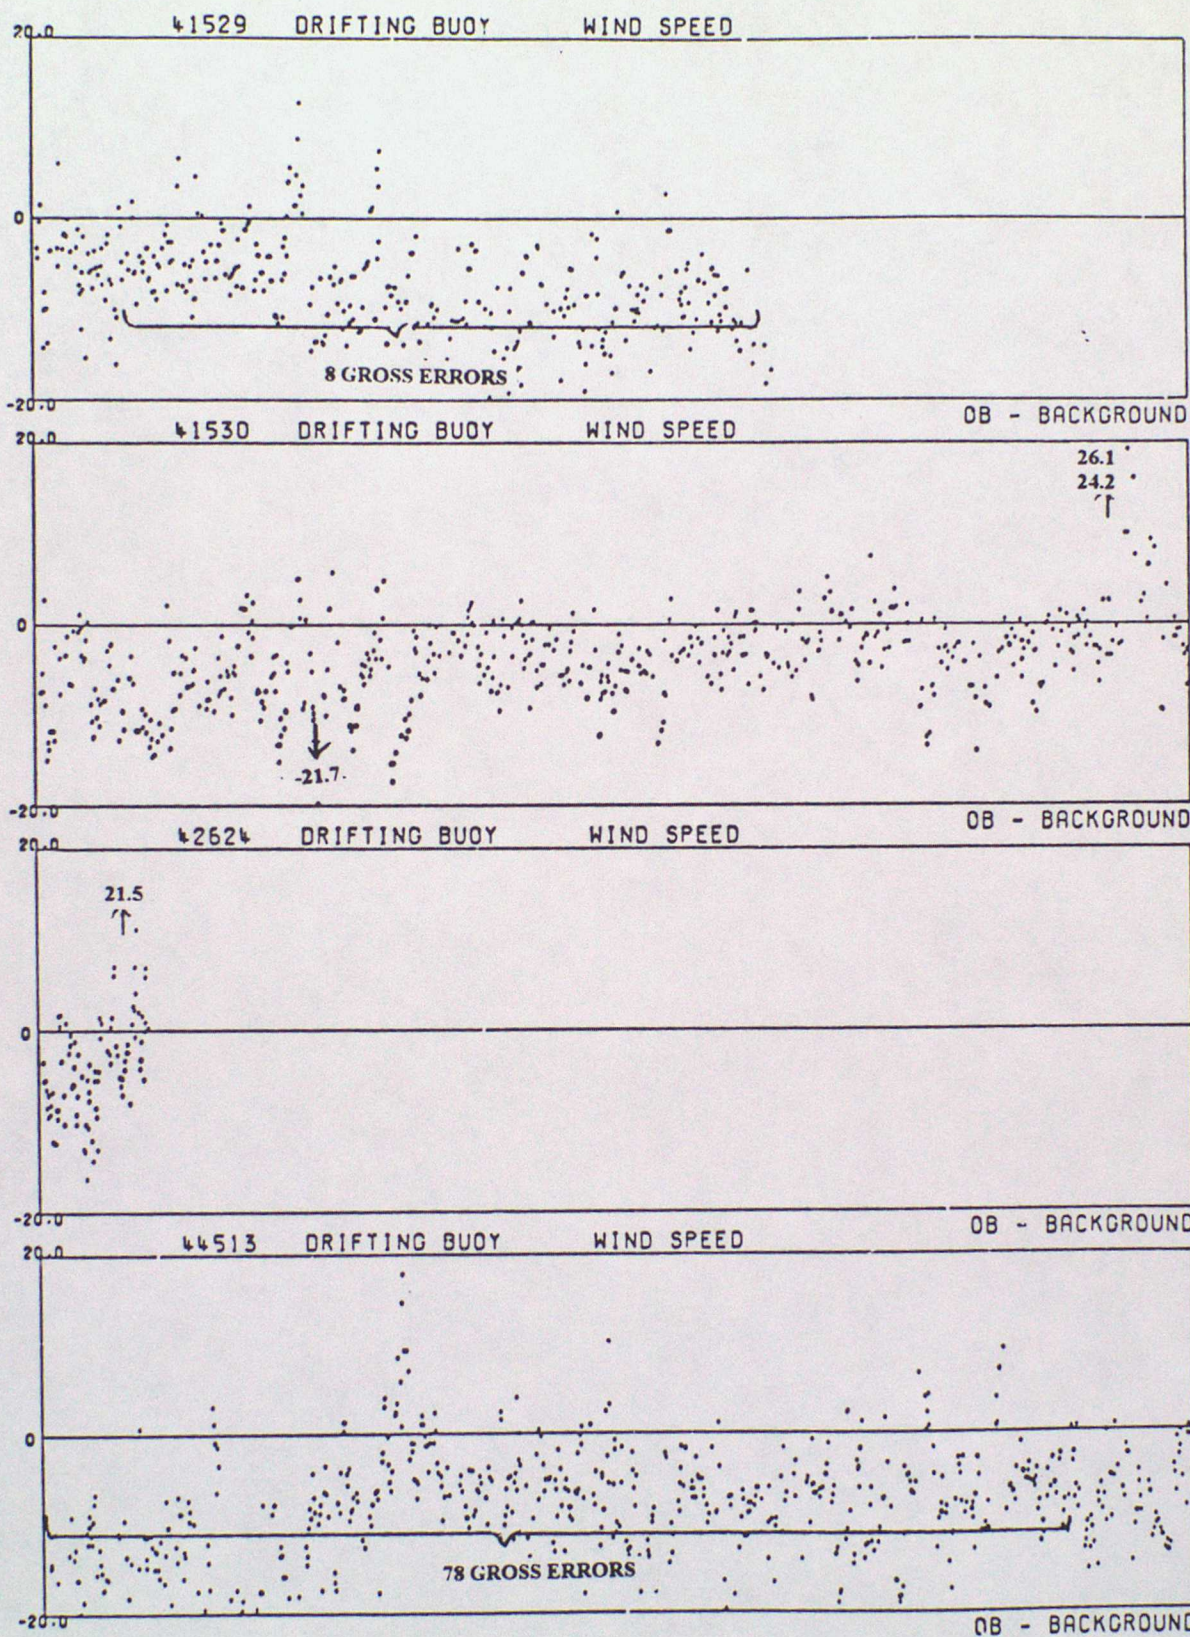 41529 DRIFTING BUOY WIND SPEED
20.0
0
8 GROSS ERRORS
-20.0
OB - BACKGROUND
41530 DRIFTING BUOY WIND SPEED
20.0
26.1
24.2
0
-21.7
-20.0
OB - BACKGROUND
42624 DRIFTING BUOY WIND SPEED
20.0
21.5
0
-20.0
OB - BACKGROUND
44513 DRIFTING BUOY WIND SPEED
20.0
0
78 GROSS ERRORS
-20.0
OB - BACKGROUND